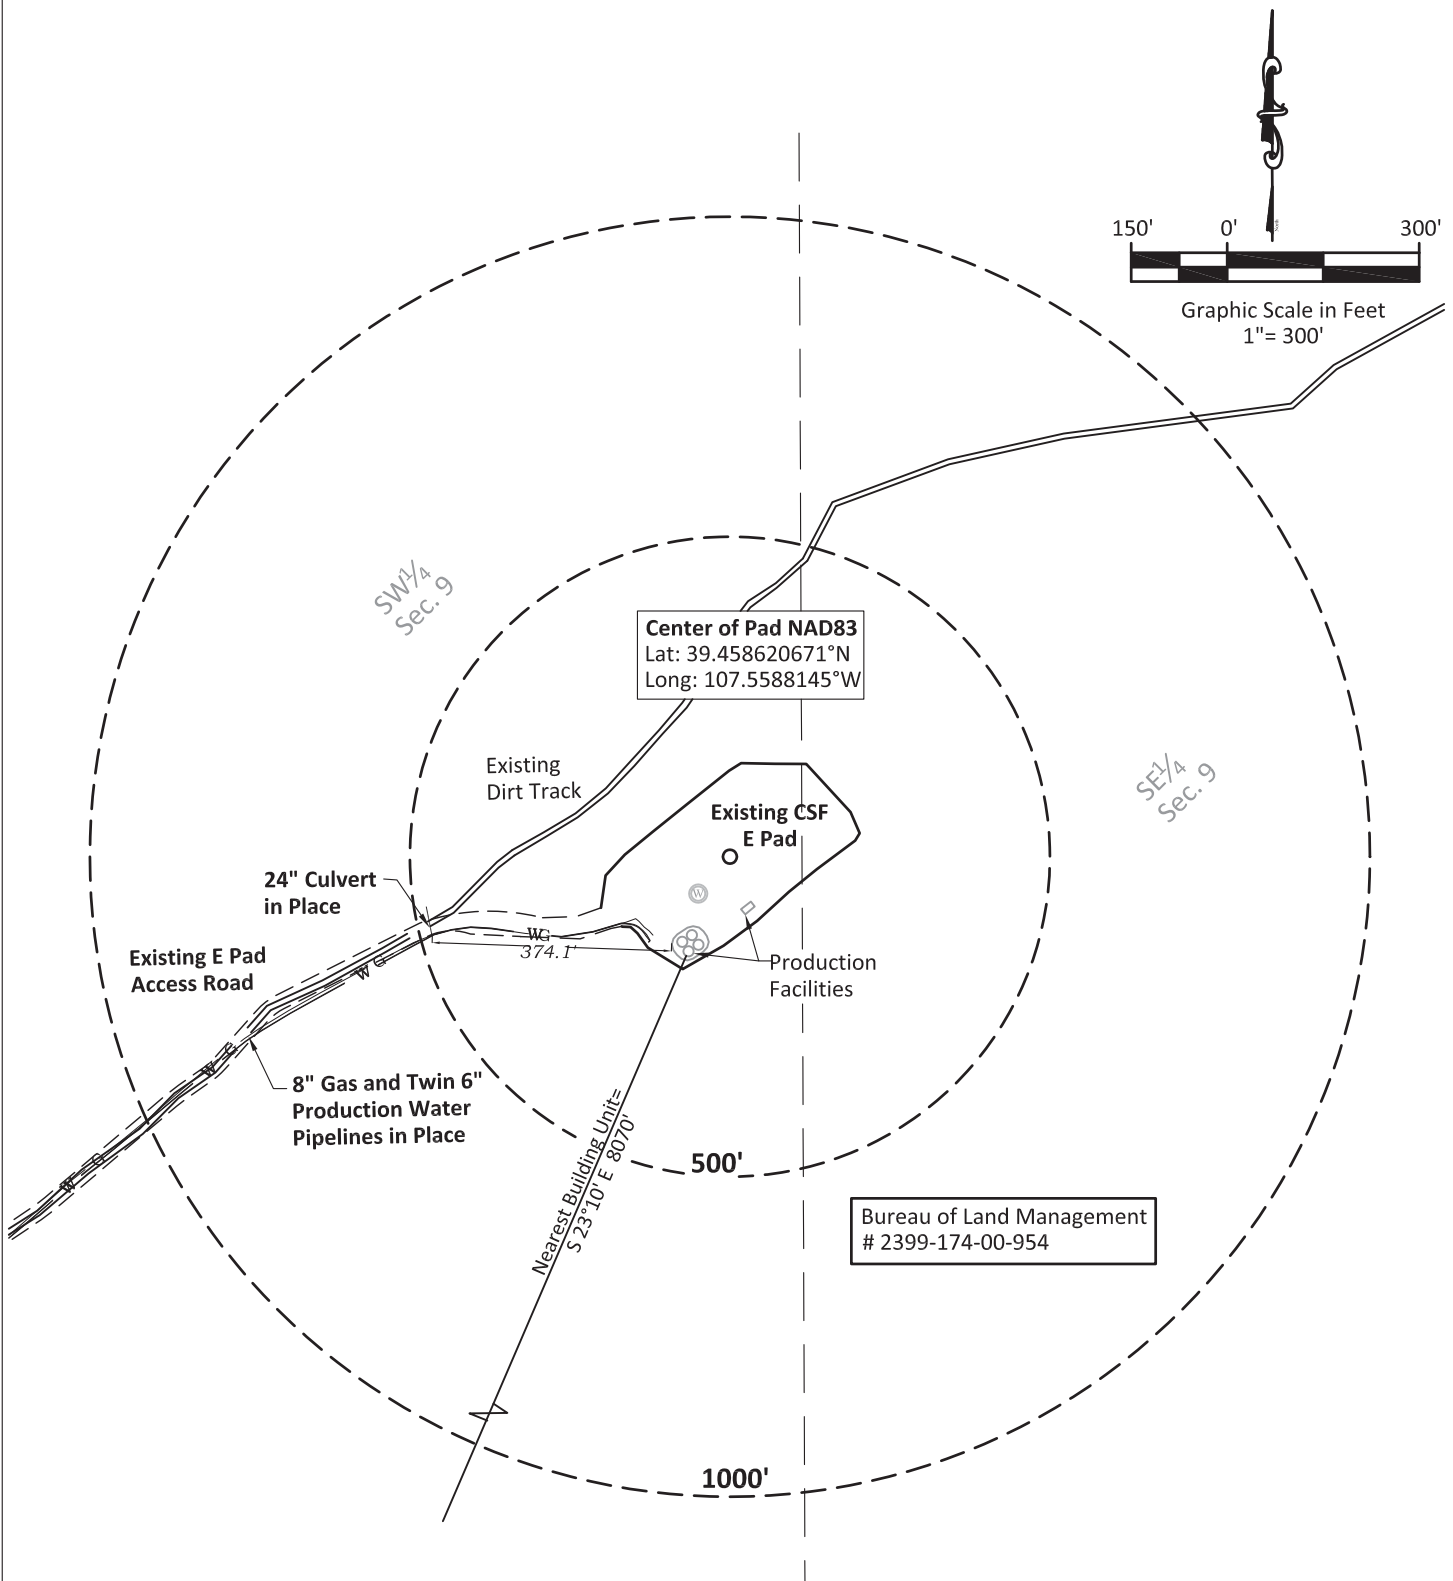 150' 0' 300'
Graphic Scale in Feet
1"= 300'
SW¼
Sec. 9
Center of Pad NAD83
Lat: 39.458620671°N
Long: 107.5588145°W
Existing
Dirt Track
SE¼
Sec. 9
Existing CSF
E Pad
W
24" Culvert
in Place
WG
374.1'
Existing E Pad
Access Road
W G
Production
Facilities
W G
8" Gas and Twin 6"
Production Water
Pipelines in Place
W G
Nearest Building Unit=
S 23°10' E 8070'
500'
Bureau of Land Management
# 2399-174-00-954
1000'